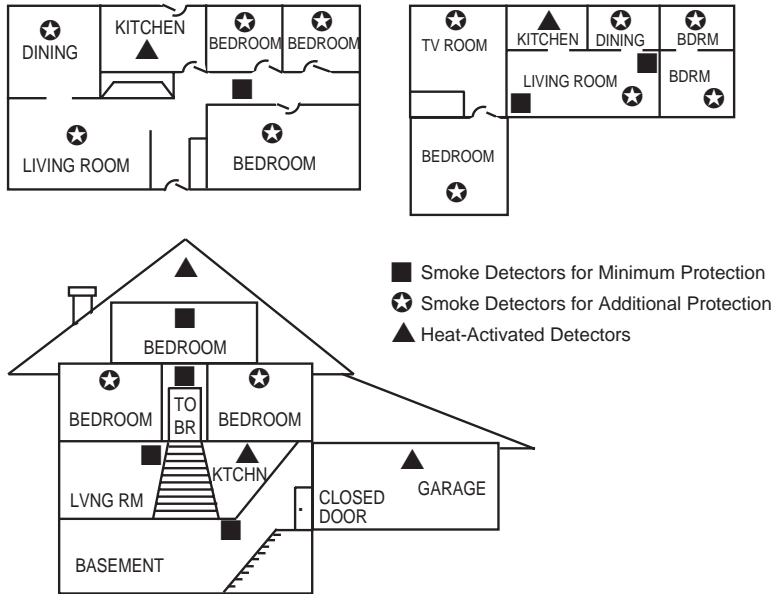 DINING
KITCHEN
BEDROOM
BEDROOM
LIVING ROOM
BEDROOM
TV ROOM
KITCHEN
DINING
BDRM
LIVING ROOM
BDRM
BEDROOM
Smoke Detectors for Minimum Protection
Smoke Detectors for Additional Protection
Heat-Activated Detectors
BEDROOM
BEDROOM
TO
BR
BEDROOM
LVNG RM
KTCHN
CLOSED
DOOR
GARAGE
BASEMENT